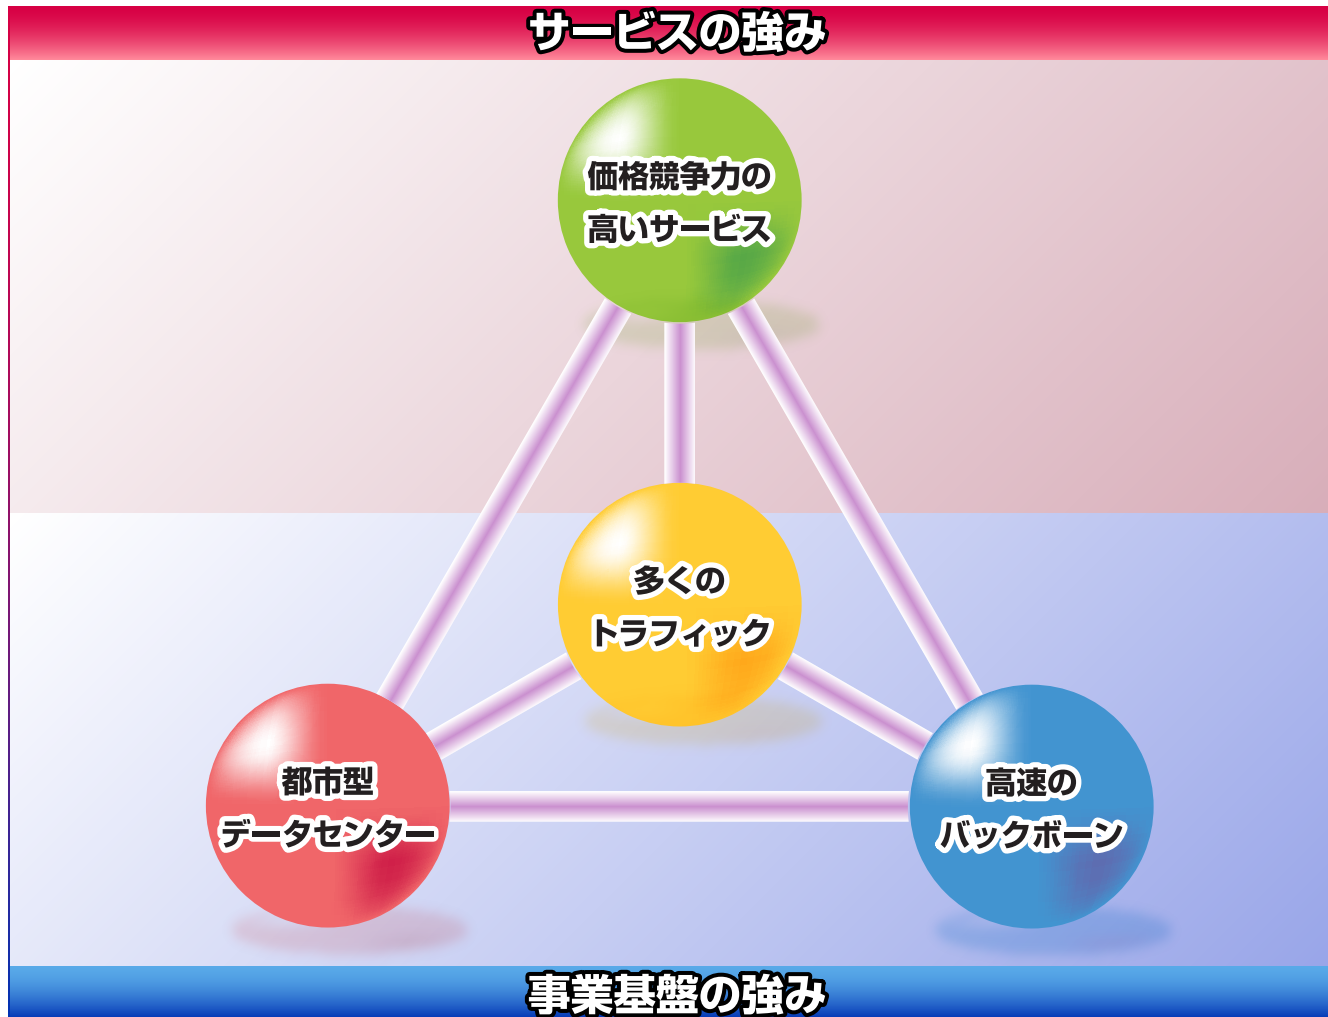 サービスの強み
価格競争力の
高いサービス
多くの
トラフィック
都市型
データセンター
高速の
バックボーン
事業基盤の強み